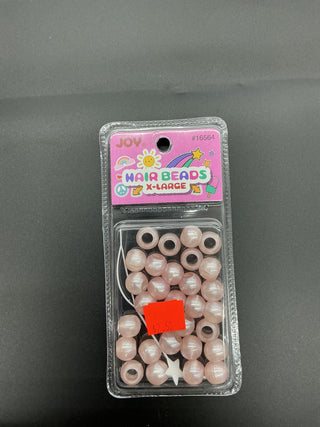 JOY
#16564
HAIR BEADS
X-LARGE